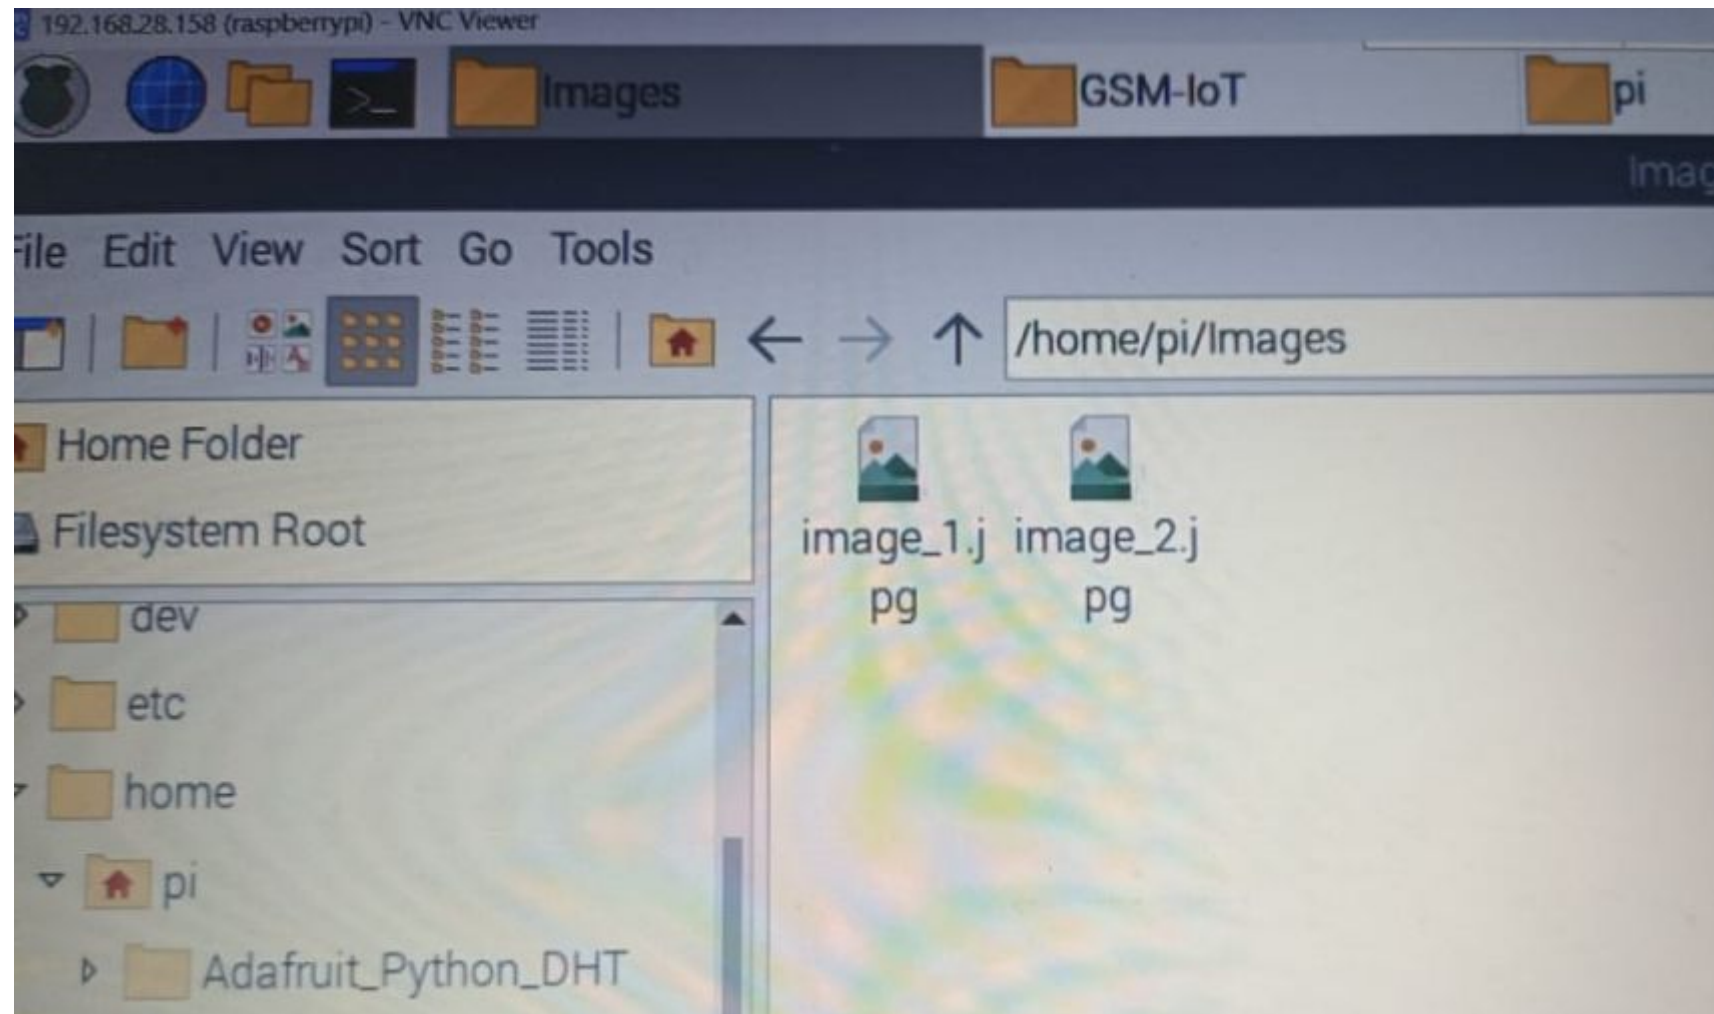 192.168.28.158 (raspberrypi) - VNC Viewer
>_ Images GSM-IoT pi
Imag
File Edit View Sort Go Tools
/home/pi/Images
Home Folder
Filesystem Root
image_1.j
pg
image_2.j
pg
dev
etc
home
pi
Adafruit_Python_DHT